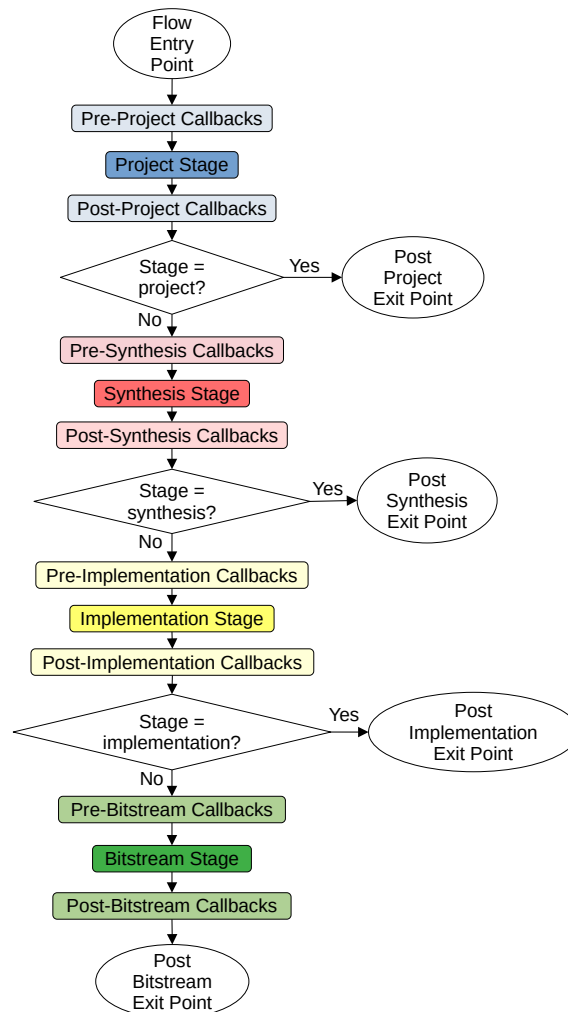 Flow
Entry
Point
Pre-Project Callbacks
Project Stage
Post-Project Callbacks
Stage =
project?
Yes
Post
Project
Exit Point
No
Pre-Synthesis Callbacks
Synthesis Stage
Post-Synthesis Callbacks
Stage =
synthesis?
Yes
Post
Synthesis
Exit Point
No
Pre-Implementation Callbacks
Implementation Stage
Post-Implementation Callbacks
Stage =
implementation?
Yes
Post
Implementation
Exit Point
No
Pre-Bitstream Callbacks
Bitstream Stage
Post-Bitstream Callbacks
Post
Bitstream
Exit Point